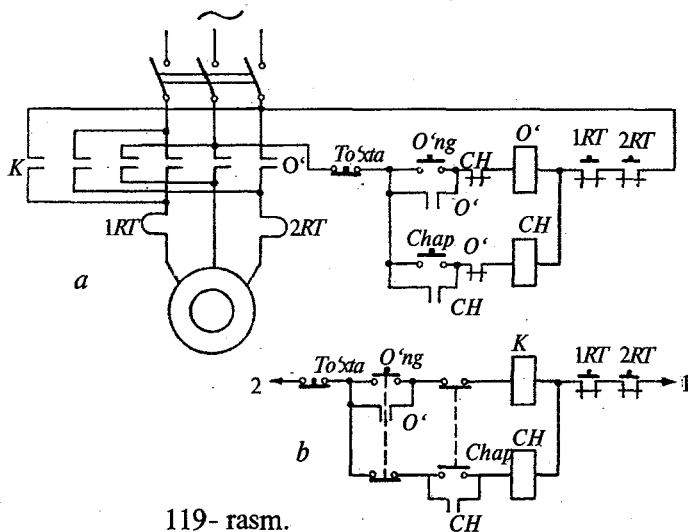 ~
To'xta O'ng CH O' 1RT 2RT
K O'
O'
Chap O' CH
1RT 2RT
CH
a
To'xta O'ng K 1RT 2RT
2 1
O'
b Chap CH
CH
119- rasm.